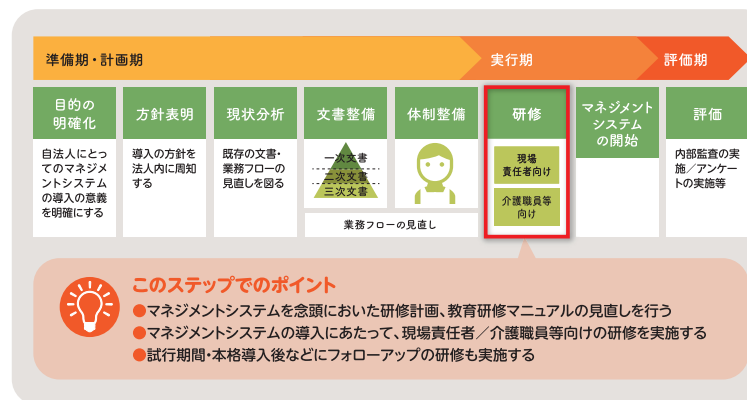 準備期・計画期
実行期
評価期
目的の
明確化
方針表明
現状分析
文書整備
体制整備
研修
マネジメント
システム
の開始
評価
自法人にとっ
てのマネジメ
ントシステム
の導入の意義
を明確にする
導入の方針を
法人内に周知
する
既存の文書・
業務フローの
見直しを図る
一次文書
二次文書
三次文書
業務フローの見直し
現場
責任者向け
介護職員等
向け
内部監査の実
施／アンケー
トの実施等
このステップでのポイント
●マネジメントシステムを念頭においた研修計画、教育研修マニュアルの見直しを行う
●マネジメントシステムの導入にあたって、現場責任者／介護職員等向けの研修を実施する
●試行期間・本格導入後などにフォローアップの研修も実施する